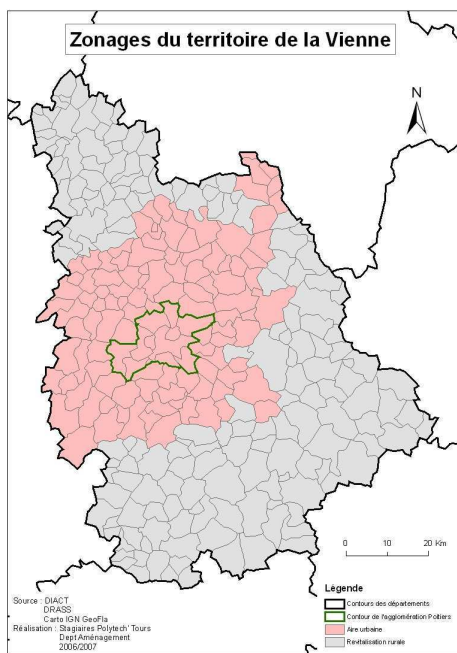 Zonages du territoire de la Vienne
N
0 10 20 Km
Légende
Contours des départements
Contour de l'agglomération Poitiers
Aire urbaine
Revitalisation rurale
Source : DIACT
DRASS
Carto IGN GeoFla
Réalisation : Stagiaires Polytech' Tours
Dept Aménagement
2006/2007